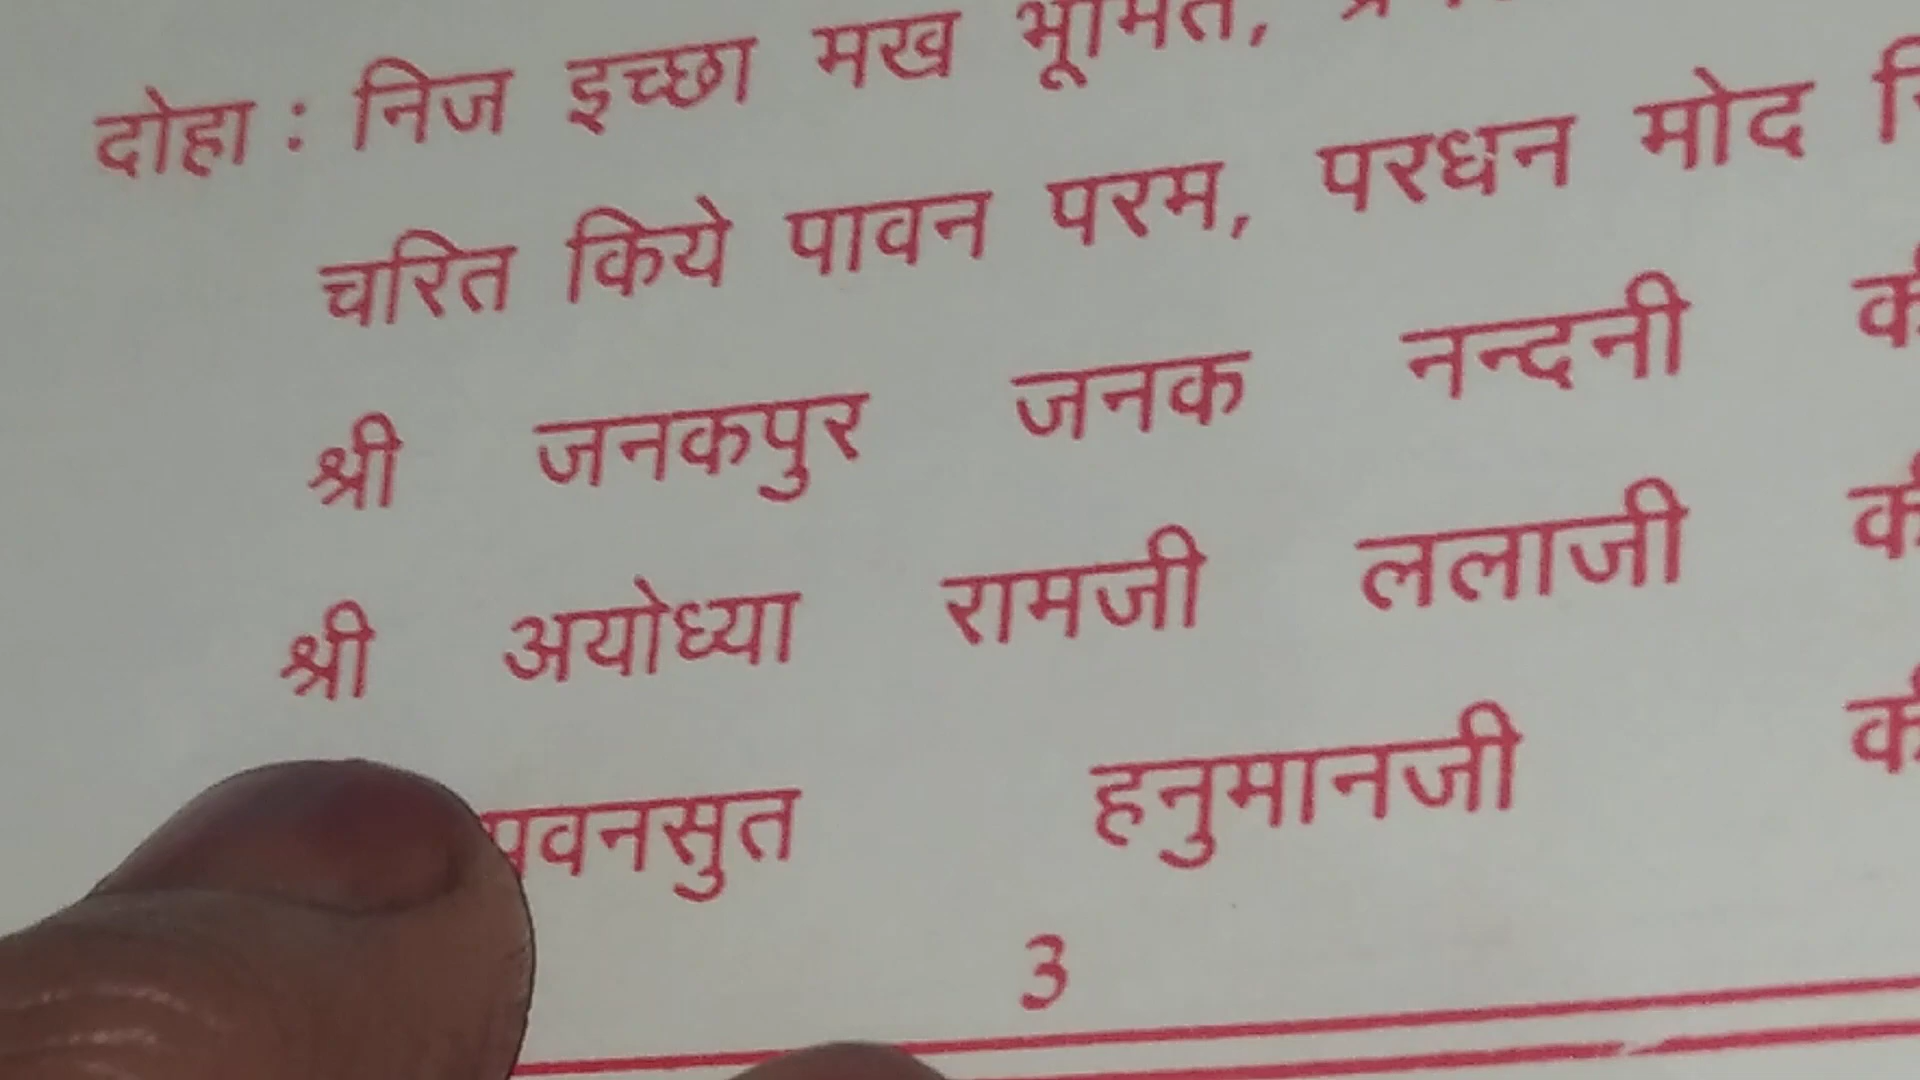 दोहा : निज इच्छा मख भूमित,
चरित किये पावन परम, परधन मोद
श्री जनकपुर जनक नन्दनी की
श्री अयोध्या रामजी ललाजी की
पवनसुत हनुमानजी की
3